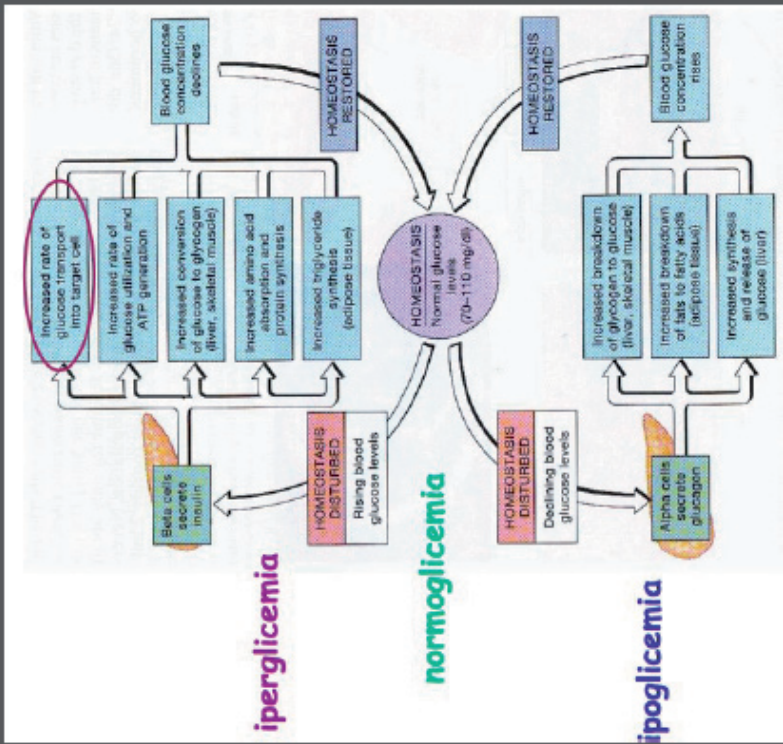 iperglicemia
normoglicemia
ipoglicemia
Beta cells
secrete
insulin
Increased rate of
glucose transport
into target cell
Increased rate of
glucose utilization and
ATP generation
Increased conversion
of glucose to glycogen
(liver, skeletal muscle)
Increased amino acid
absorption and
protein synthesis
Increased triglyceride
synthesis
(adipose tissue)
Blood glucose
concentration
declines
HOMEOSTASIS
DISTURBED
Rising blood
glucose levels
HOMEOSTASIS
RESTORED
HOMEOSTASIS
Normal glucose
levels
(70–110 mg/dl)
HOMEOSTASIS
DISTURBED
Declining blood
glucose levels
HOMEOSTASIS
RESTORED
Alpha cells
secrete
glucagon
Increased breakdown
of glycogen to glucose
(liver, skeletal muscle)
Increased breakdown
of fats to fatty acids
(adipose tissue)
Increased synthesis
and release of
glucose (liver)
Blood glucose
concentration
rises